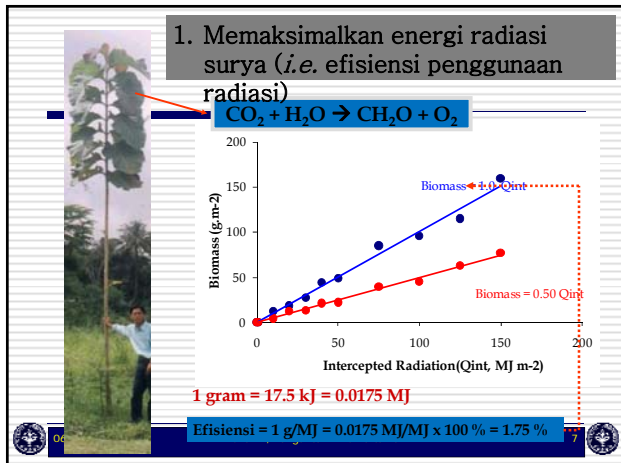 1. Memaksimalkan energi radiasi
surya (i.e. efisiensi penggunaan
radiasi)
CO₂ + H₂O → CH₂O + O₂
200
150
100
50
0
Biomass (g.m-2)
Biomass = 1.0 Qint
Biomass = 0.50 Qint
0
50
100
150
200
Intercepted Radiation(Qint, MJ m-2)
1 gram = 17.5 kJ = 0.0175 MJ
Efisiensi = 1 g/MJ = 0.0175 MJ/MJ x 100 % = 1.75 %
7